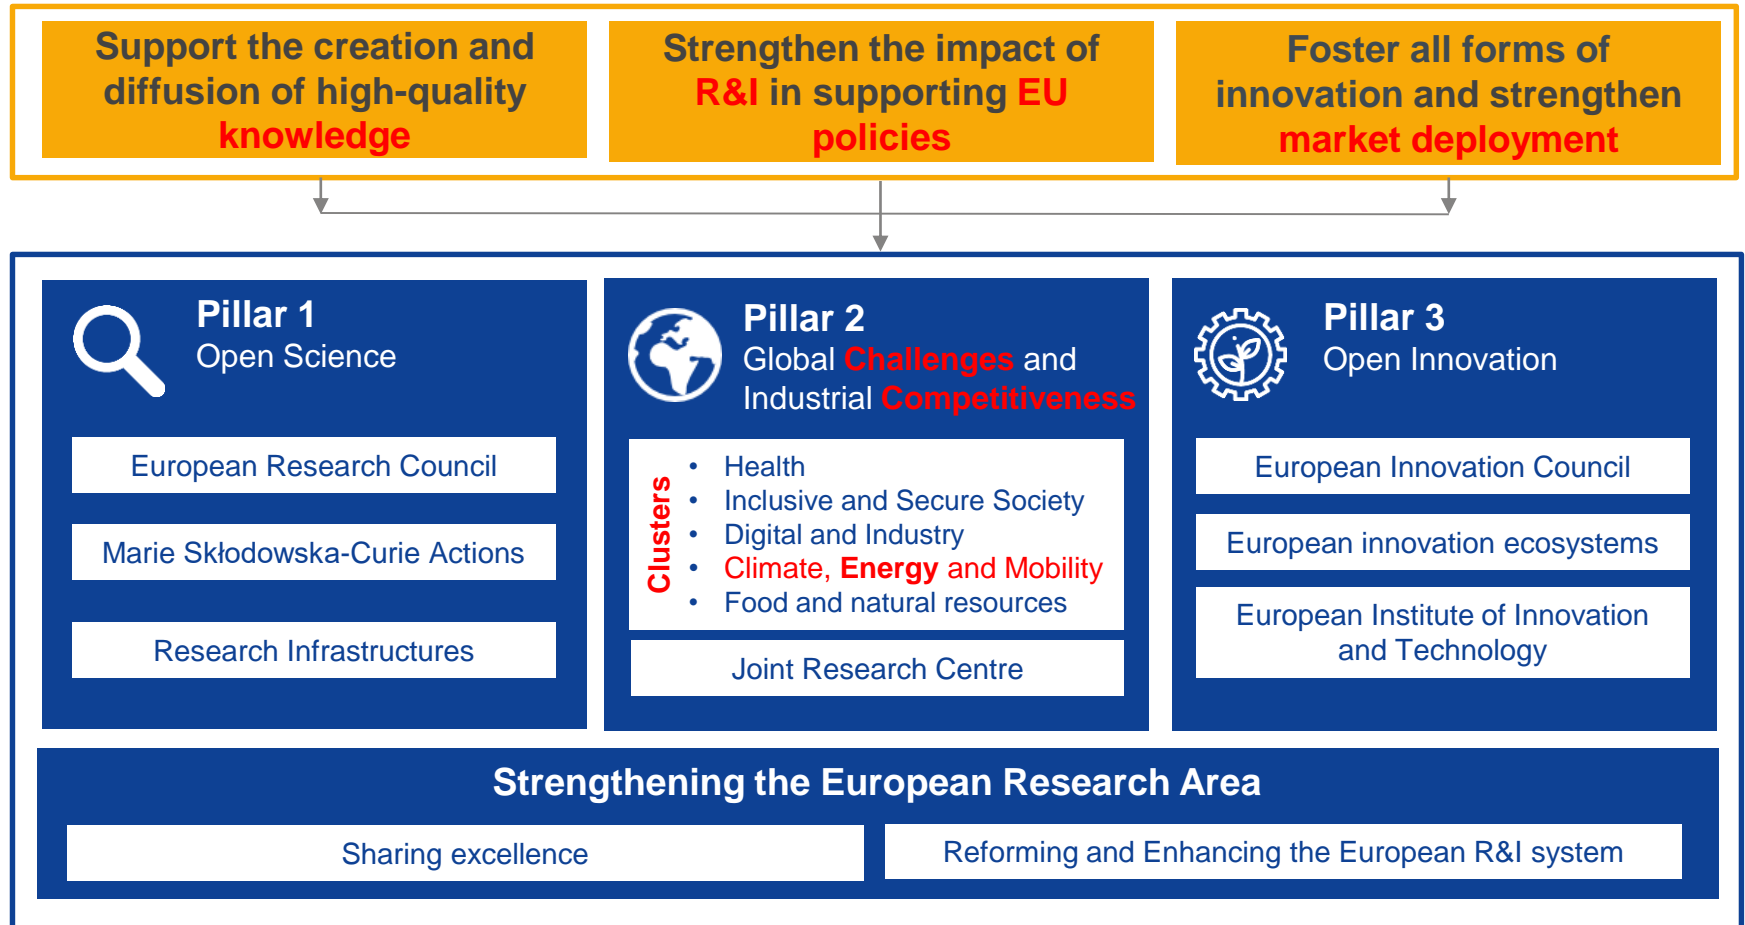 Support the creation and
diffusion of high-quality
knowledge
Strengthen the impact of
R&I in supporting EU
policies
Foster all forms of
innovation and strengthen
market deployment
Pillar 1
Open Science
European Research Council
Marie Skłodowska-Curie Actions
Research Infrastructures
Pillar 2
Global Challenges and
Industrial Competitiveness
Clusters
• Health
• Inclusive and Secure Society
• Digital and Industry
• Climate, Energy and Mobility
• Food and natural resources
Joint Research Centre
Pillar 3
Open Innovation
European Innovation Council
European innovation ecosystems
European Institute of Innovation
and Technology
Strengthening the European Research Area
Sharing excellence
Reforming and Enhancing the European R&I system